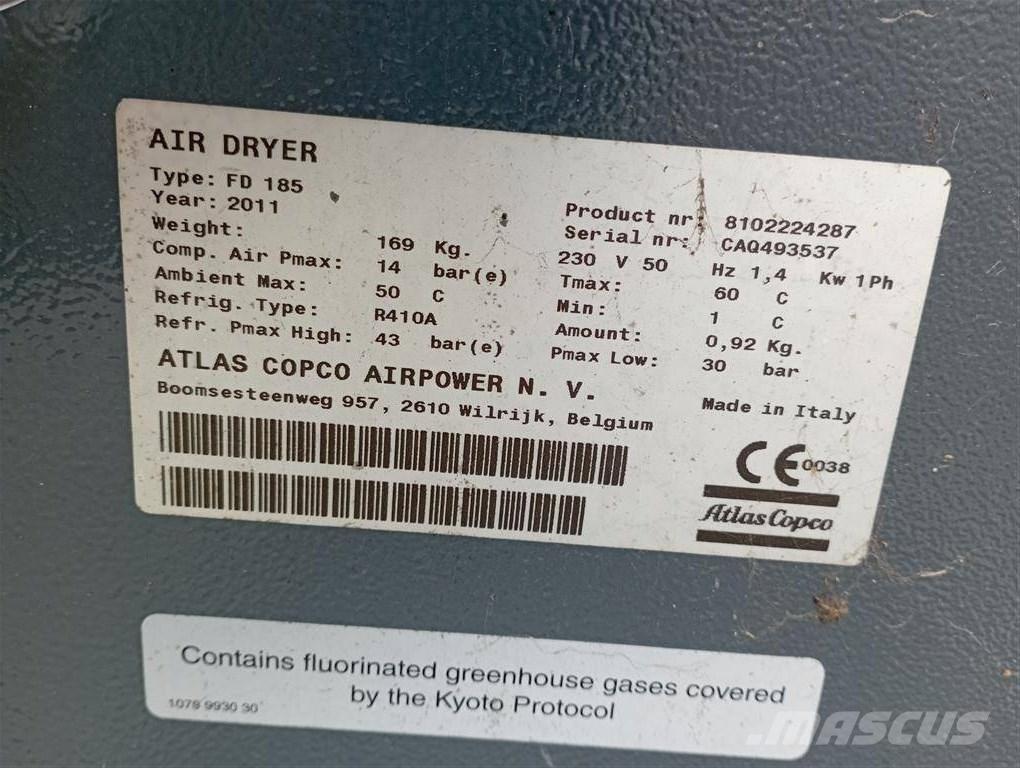 AIR DRYER
Type: FD 185
Year: 2011
Product nr: 8102224287
Serial nr: CAQ493537
Weight: 169 Kg. 230 V 50 Hz 1,4 Kw 1Ph
Comp. Air Pmax: 14 bar(e) Tmax: 60 C
Ambient Max: 50 C Min: 1 C
Refrig. Type: R410A Amount: 0,92 Kg.
Refr. Pmax High: 43 bar(e) Pmax Low: 30 bar
ATLAS COPCO AIRPOWER N. V.
Boomsesteenweg 957, 2610 Wilrijk, Belgium
Made in Italy
CE 0038
Atlas Copco
Contains fluorinated greenhouse gases covered
by the Kyoto Protocol
1079 9930 30
MASCUS